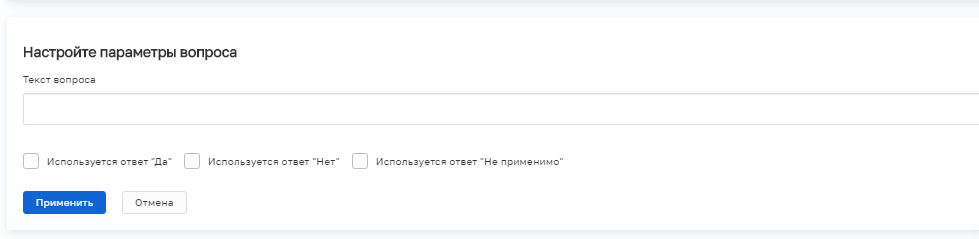 Настройте параметры вопроса
Текст вопроса
Используется ответ "Да" Используется ответ "Нет" Используется ответ "Не применимо"
Применить Отмена